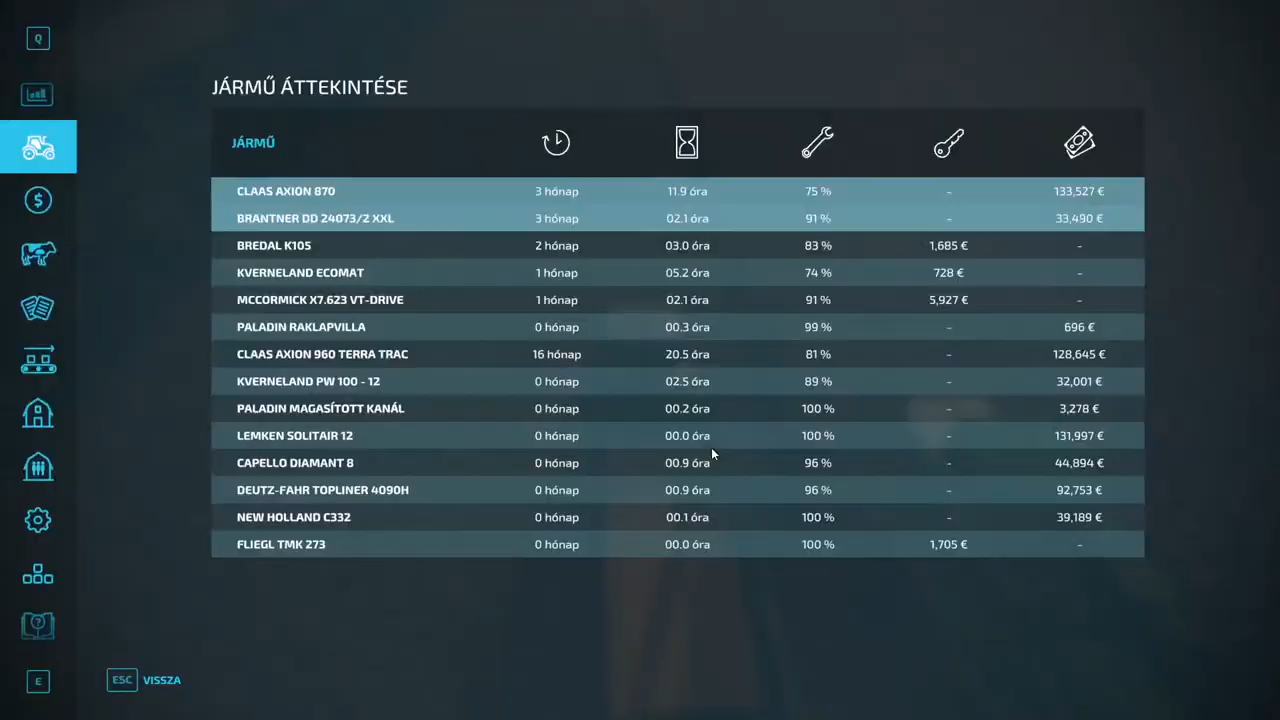 Q
JÁRMŰ ÁTTEKINTÉSE
JÁRMŰ
CLAAS AXION 870 3 hónap 11.9 óra 75 % - 133,527 €
BRANTNER DD 24073/2 XXL 3 hónap 02.1 óra 91 % - 33,490 €
BREDAL K105 2 hónap 03.0 óra 83 % 1,685 € -
KVERNELAND ECOMAT 1 hónap 05.2 óra 74 % 728 € -
MCCORMICK X7.623 VT-DRIVE 1 hónap 02.1 óra 91 % 5,927 € -
PALADIN RAKLAPVILLA 0 hónap 00.3 óra 99 % - 696 €
CLAAS AXION 960 TERRA TRAC 16 hónap 20.5 óra 81 % - 128,645 €
KVERNELAND PW 100 - 12 0 hónap 02.5 óra 89 % - 32,001 €
PALADIN MAGASÍTOTT KANÁL 0 hónap 00.2 óra 100 % - 3,278 €
LEMKEN SOLITAIR 12 0 hónap 00.0 óra 100 % - 131,997 €
CAPELLO DIAMANT 8 0 hónap 00.9 óra 96 % - 44,894 €
DEUTZ-FAHR TOPLINER 4090H 0 hónap 00.9 óra 96 % - 92,753 €
NEW HOLLAND C332 0 hónap 00.1 óra 100 % - 39,189 €
FLIEGL TMK 273 0 hónap 00.0 óra 100 % 1,705 € -
E
ESC VISSZA